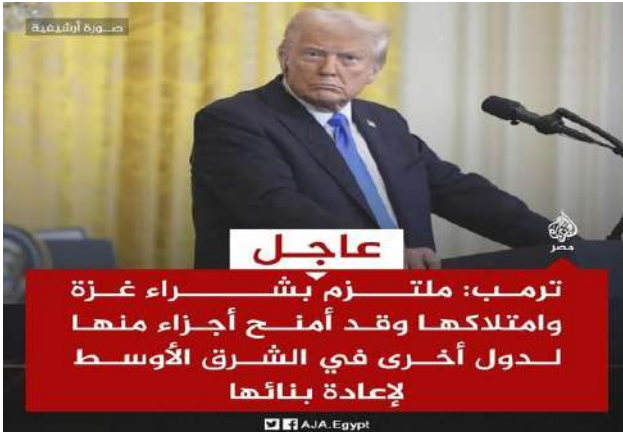 صورة أرشيفية
مصر
عاجل
ترمب: ملتزم بشراء غزة
وامتلاكها وقد أمنح أجزاء منها
لدول أخرى في الشرق الأوسط
لإعادة بنائها
AJA.Egypt